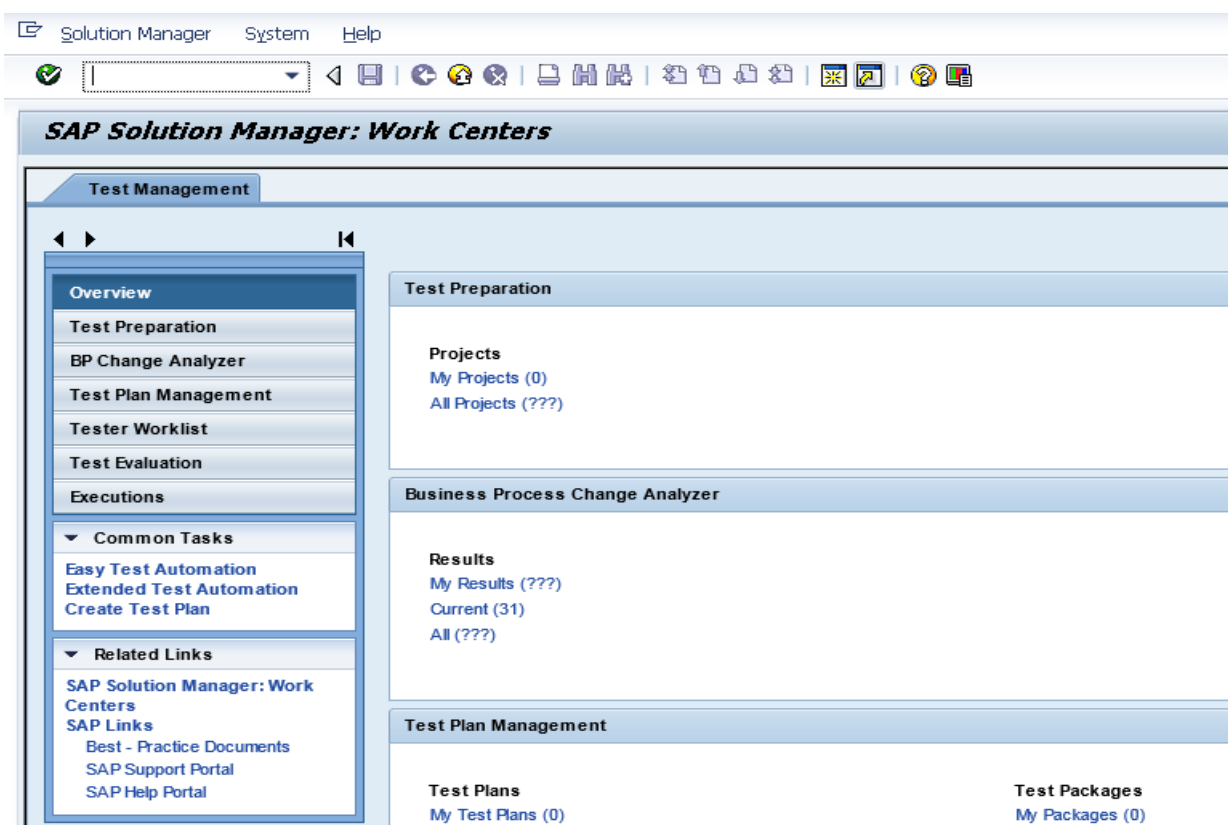 Solution Manager System Help
SAP Solution Manager: Work Centers
Test Management
Overview
Test Preparation
BP Change Analyzer
Test Plan Management
Tester Worklist
Test Evaluation
Executions
Common Tasks
Easy Test Automation
Extended Test Automation
Create Test Plan
Related Links
SAP Solution Manager: Work
Centers
SAP Links
Best - Practice Documents
SAP Support Portal
SAP Help Portal
Test Preparation
Projects
My Projects (0)
All Projects (???)
Business Process Change Analyzer
Results
My Results (???)
Current (31)
All (???)
Test Plan Management
Test Plans
My Test Plans (0)
Test Packages
My Packages (0)